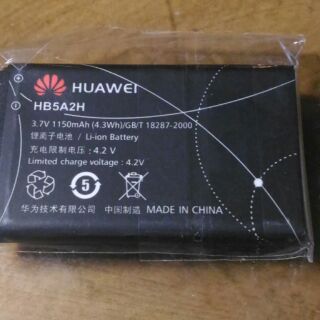 HUAWEI
HB5A2H
3.7V 1150mAh (4.3Wh)/GB/T 18287-2000
锂离子电池 / Li-ion Battery
充电限制电压：4.2 V
Limited charge voltage : 4.2V
5
华为技术有限公司 中国制造 MADE IN CHINA